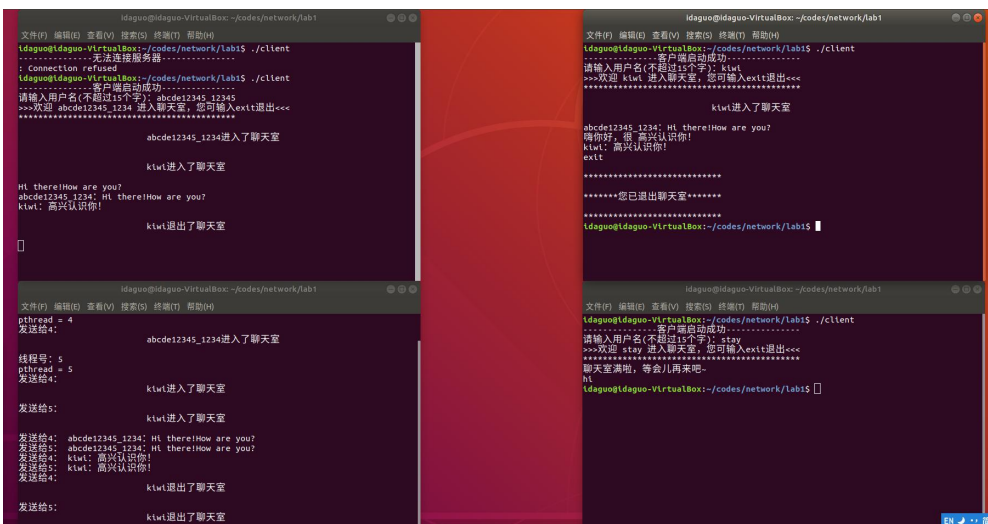 idaguo@idaguo-VirtualBox: ~/codes/network/lab1
文件(F) 编辑(E) 查看(V) 搜索(S) 终端(T) 帮助(H)
idaguo@idaguo-VirtualBox:~/codes/network/lab1$ ./client
---------------无法连接服务器---------------
: Connection refused
idaguo@idaguo-VirtualBox:~/codes/network/lab1$ ./client
---------------客户端启动成功---------------
请输入用户名(不超过15个字): abcde12345_12345
>>>欢迎 abcde12345_1234 进入聊天室，您可输入exit退出<<<
*******************************************
abcde12345_1234进入了聊天室
kiwi进入了聊天室
Hi there!How are you?
abcde12345_1234: Hi there!How are you?
kiwi: 高兴认识你!
kiwi退出了聊天室
idaguo@idaguo-VirtualBox: ~/codes/network/lab1
文件(F) 编辑(E) 查看(V) 搜索(S) 终端(T) 帮助(H)
idaguo@idaguo-VirtualBox:~/codes/network/lab1$ ./client
---------------客户端启动成功---------------
请输入用户名(不超过15个字): kiwi
>>>欢迎 kiwi 进入聊天室，您可输入exit退出<<<
*******************************************
kiwi进入了聊天室
abcde12345_1234: Hi there!How are you?
嗨你好，很 高兴认识你!
kiwi: 高兴认识你!
exit
****************************
*******您已退出聊天室*******
****************************
idaguo@idaguo-VirtualBox:~/codes/network/lab1$
idaguo@idaguo-VirtualBox: ~/codes/network/lab1
文件(F) 编辑(E) 查看(V) 搜索(S) 终端(T) 帮助(H)
pthread = 4
发送给4:
abcde12345_1234进入了聊天室
线程号: 5
pthread = 5
发送给4:
kiwi进入了聊天室
发送给5:
kiwi进入了聊天室
发送给4: abcde12345_1234: Hi there!How are you?
发送给5: abcde12345_1234: Hi there!How are you?
发送给4: kiwi: 高兴认识你!
发送给5: kiwi: 高兴认识你!
发送给4:
kiwi退出了聊天室
发送给5:
kiwi退出了聊天室
idaguo@idaguo-VirtualBox: ~/codes/network/lab1
文件(F) 编辑(E) 查看(V) 搜索(S) 终端(T) 帮助(H)
idaguo@idaguo-VirtualBox:~/codes/network/lab1$ ./client
---------------客户端启动成功---------------
请输入用户名(不超过15个字): stay
>>>欢迎 stay 进入聊天室，您可输入exit退出<<<
*******************************************
聊天室满啦，等会儿再来吧~
hi
idaguo@idaguo-VirtualBox:~/codes/network/lab1$
EN